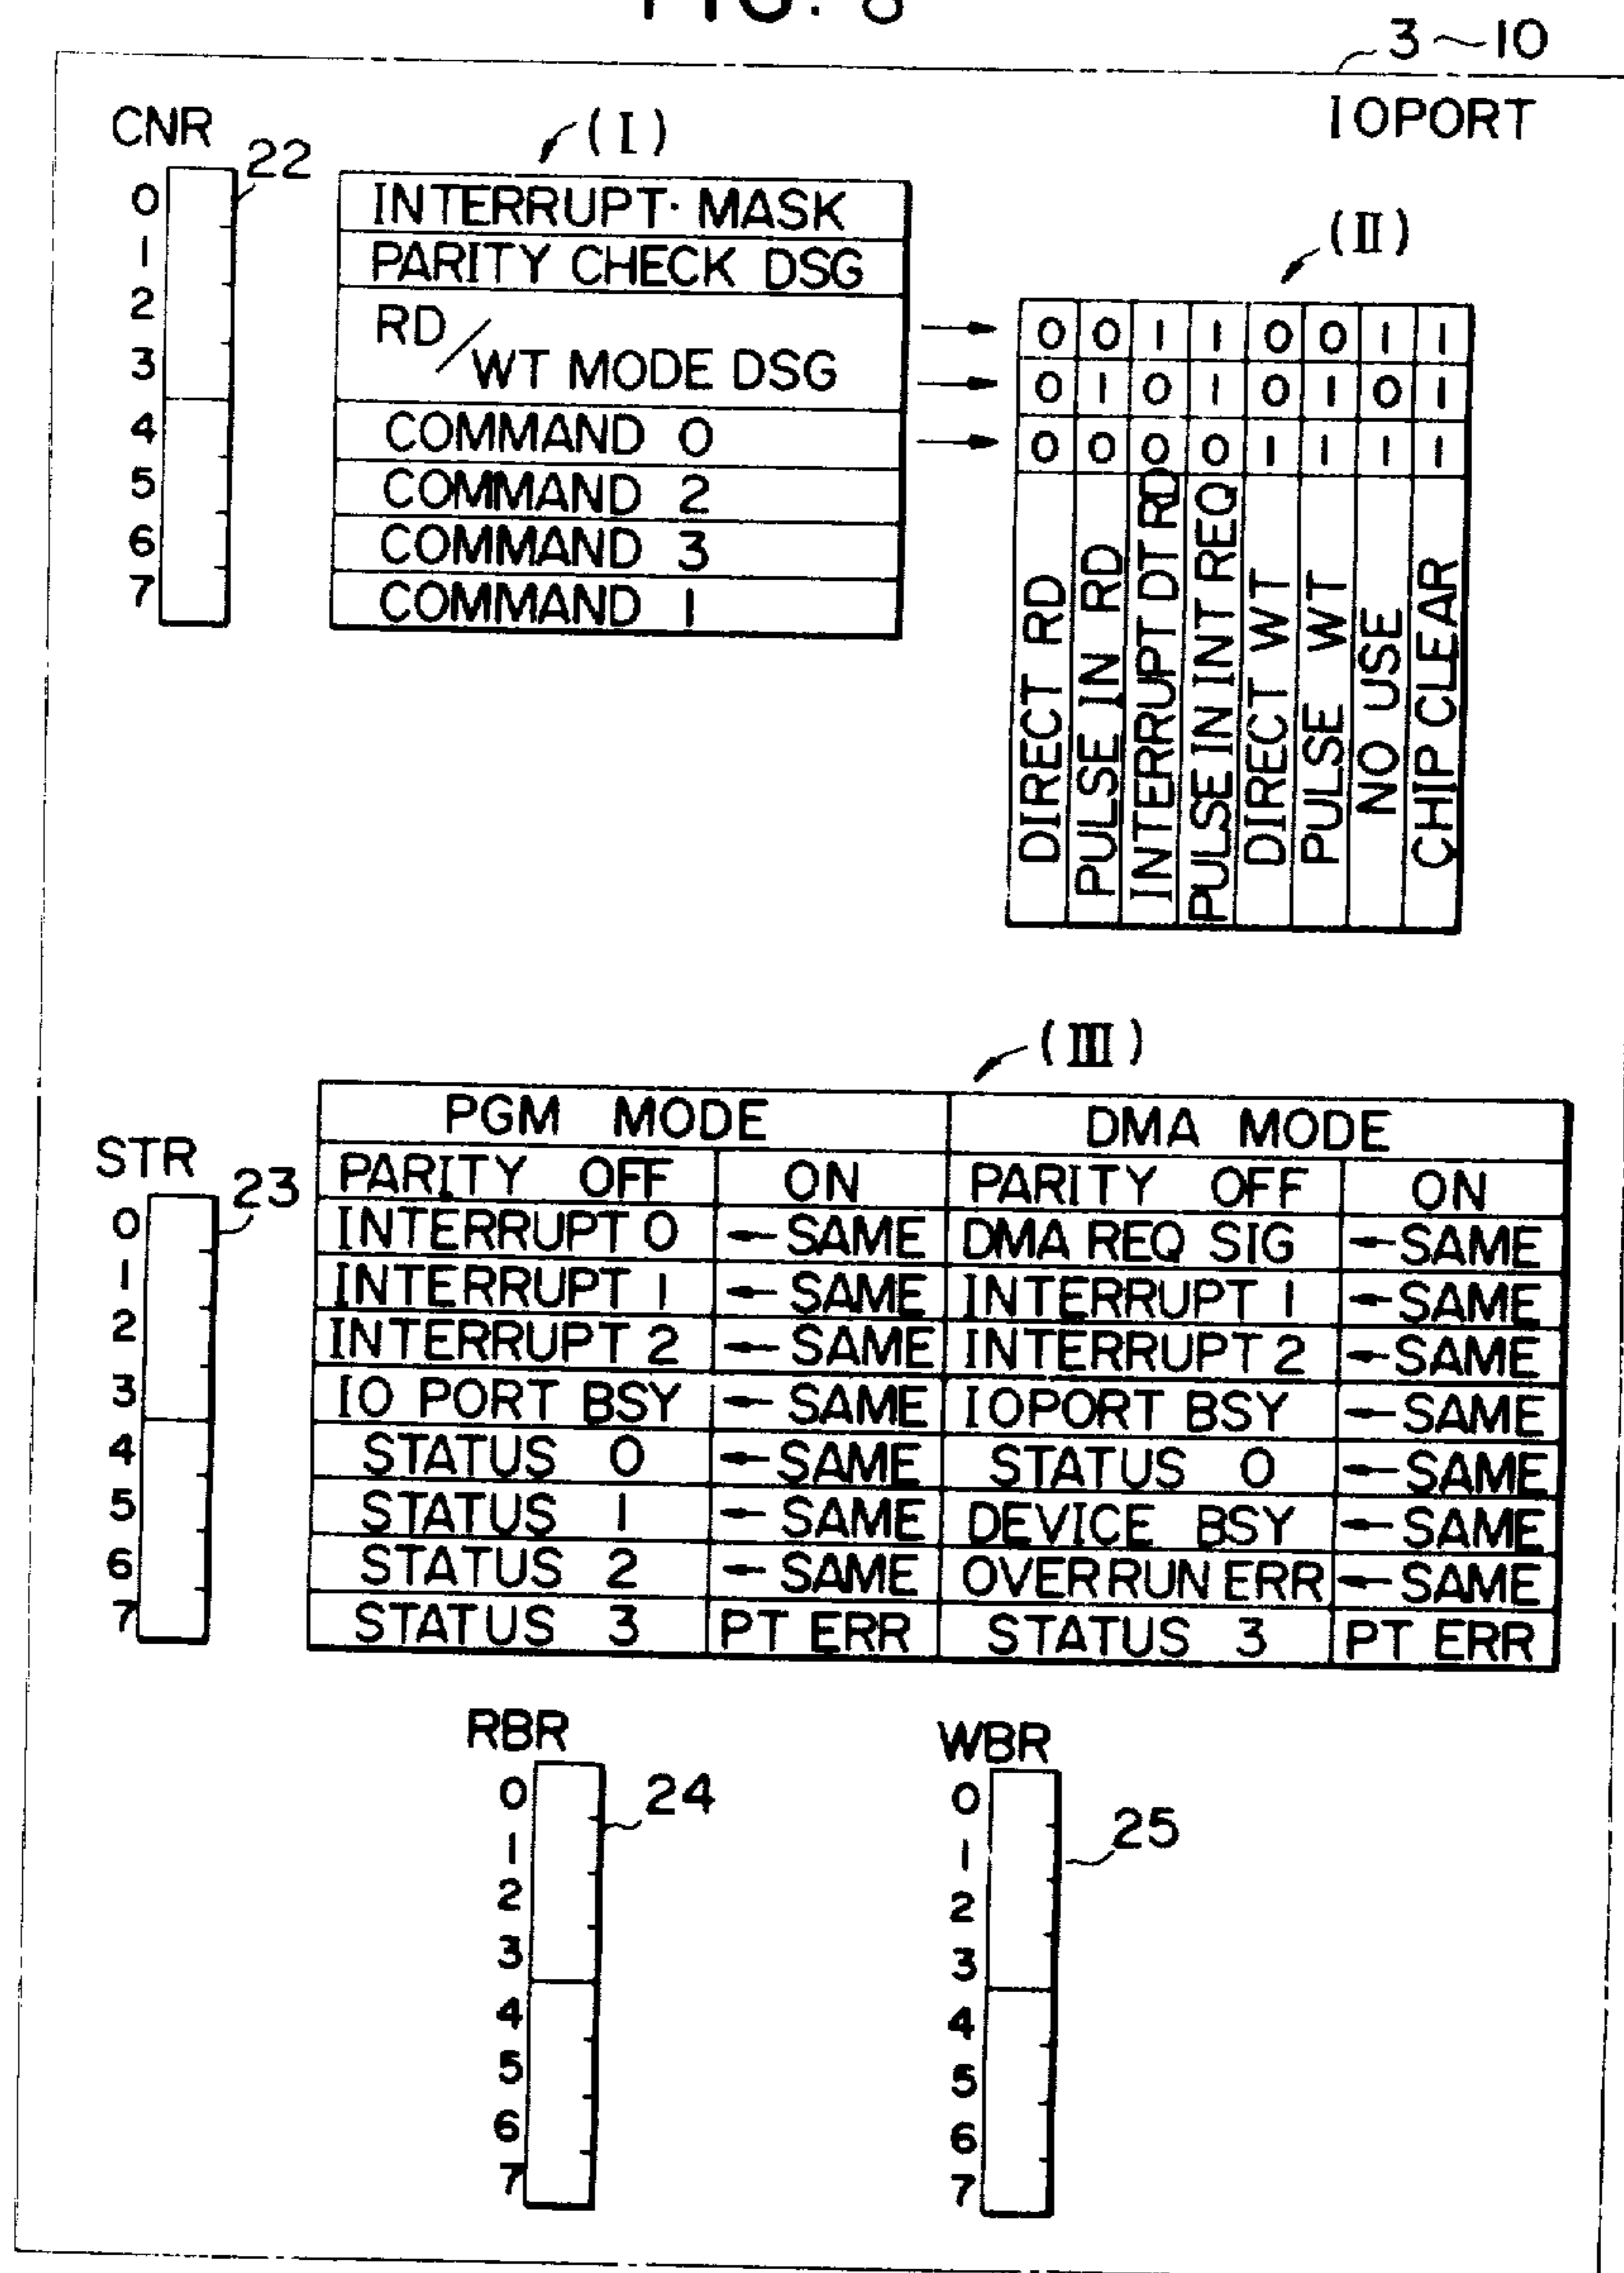 FIG. 8
3~10
IOPORT
CNR
22
0
1
2
3
4
5
6
7
(I)
INTERRUPT· MASK
PARITY CHECK DSG
RD/
WT MODE DSG
COMMAND 0
COMMAND 2
COMMAND 3
COMMAND 1
(II)
0 0 1 1 0 0 1 1
0 1 0 1 0 1 0 1
0 0 0 0 1 1 1 1
DIRECT RD
PULSE IN RD
INTERRUPT DT RD
PULSE IN INT REQ
DIRECT WT
PULSE WT
NO USE
CHIP CLEAR
(III)
STR
23
0
1
2
3
4
5
6
7
PGM MODE DMA MODE
PARITY OFF ON PARITY OFF ON
INTERRUPT 0 ←SAME DMA REQ SIG ←SAME
INTERRUPT 1 ←SAME INTERRUPT 1 ←SAME
INTERRUPT 2 ←SAME INTERRUPT 2 ←SAME
IO PORT BSY ←SAME IOPORT BSY ←SAME
STATUS 0 ←SAME STATUS 0 ←SAME
STATUS 1 ←SAME DEVICE BSY ←SAME
STATUS 2 ←SAME OVERRUN ERR ←SAME
STATUS 3 PT ERR STATUS 3 PT ERR
RBR
24
0
1
2
3
4
5
6
7
WBR
25
0
1
2
3
4
5
6
7